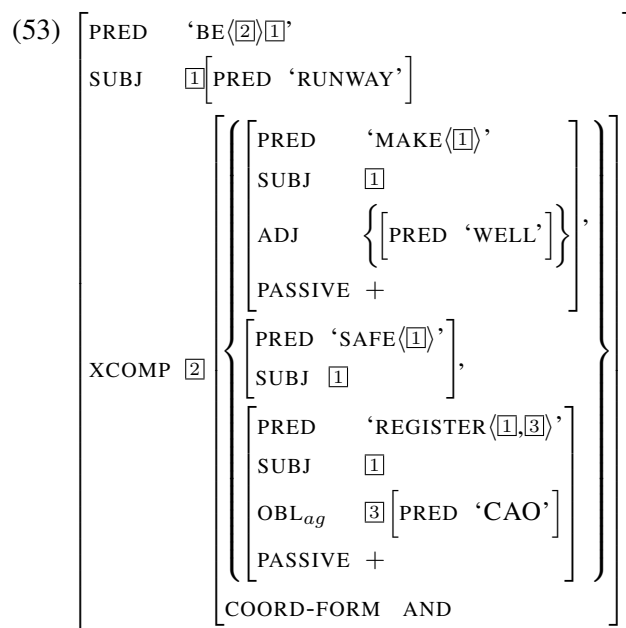 (53) PRED ‘BE⟨2⟩1’
SUBJ 1[PRED ‘RUNWAY’]
PRED ‘MAKE⟨1⟩’
SUBJ 1
ADJ {[PRED ‘WELL’]},
PASSIVE +
XCOMP 2
PRED ‘SAFE⟨1⟩’
SUBJ 1,
PRED ‘REGISTER⟨1,3⟩’
SUBJ 1
OBL_ag 3[PRED ‘CAO’]
PASSIVE +
COORD-FORM AND